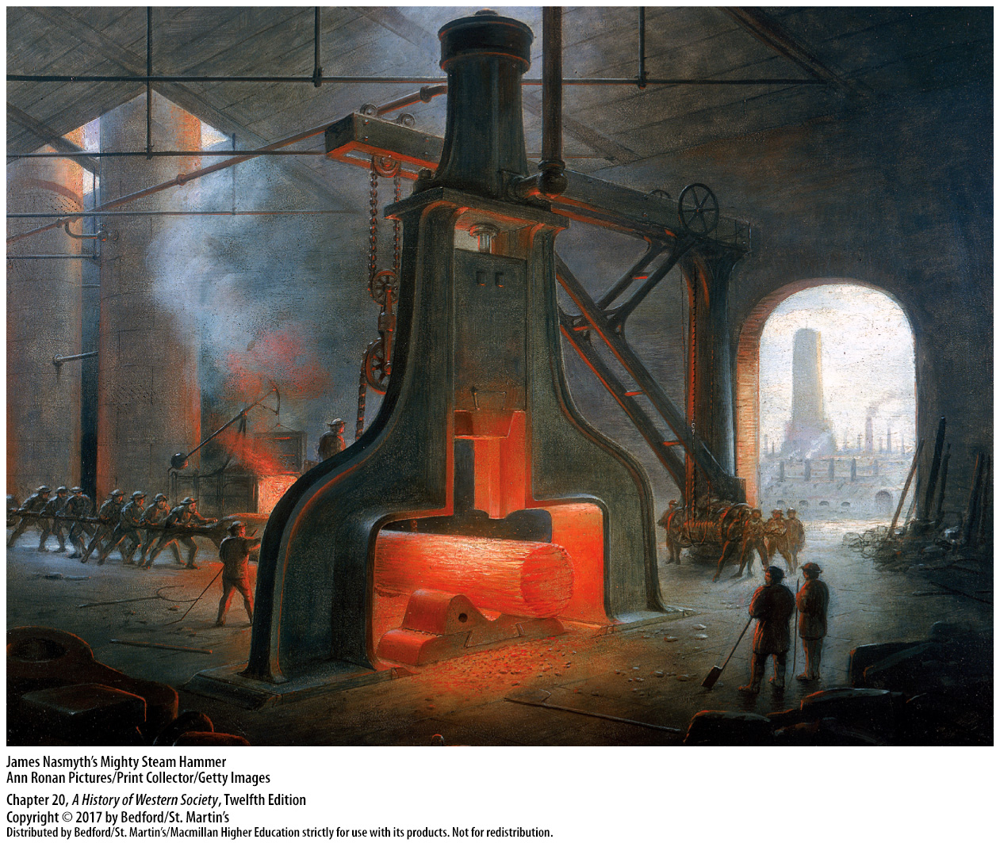 James Nasmyth's Mighty Steam Hammer
Ann Ronan Pictures/Print Collector/Getty Images
Chapter 20, A History of Western Society, Twelfth Edition
Copyright © 2017 by Bedford/St. Martin's
Distributed by Bedford/St. Martin's/Macmillan Higher Education strictly for use with its products. Not for redistribution.